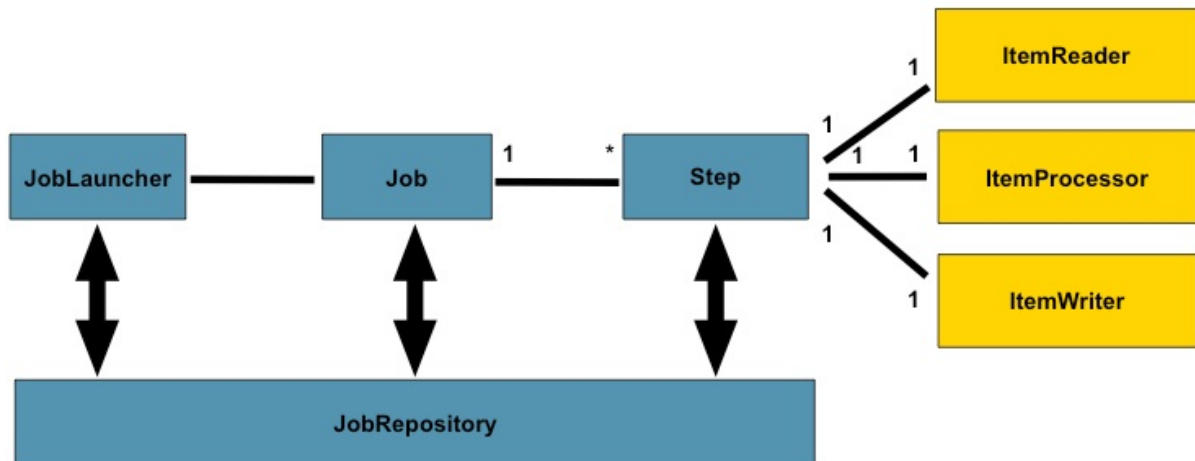 ItemReader
1
1
JobLauncher
Job
1
*
Step
1
1
ItemProcessor
1
1
ItemWriter
JobRepository